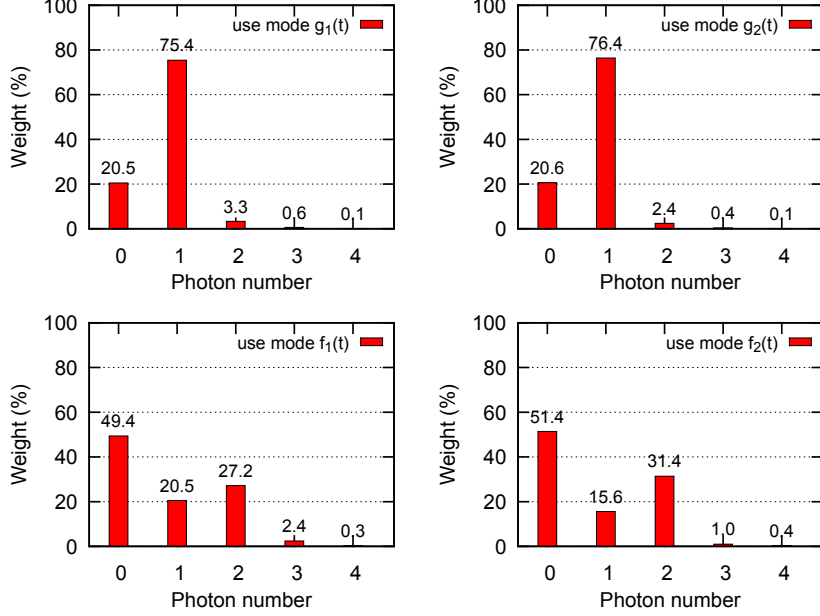 100
80
60
40
20
0
Weight (%)
use mode g₁(t)
20.5
75.4
3.3
0.6
0.1
0 1 2 3 4
Photon number
100
80
60
40
20
0
Weight (%)
use mode g₂(t)
20.6
76.4
2.4
0.4
0.1
0 1 2 3 4
Photon number
100
80
60
40
20
0
Weight (%)
use mode f₁(t)
49.4
20.5
27.2
2.4
0.3
0 1 2 3 4
Photon number
100
80
60
40
20
0
Weight (%)
use mode f₂(t)
51.4
15.6
31.4
1.0
0.4
0 1 2 3 4
Photon number